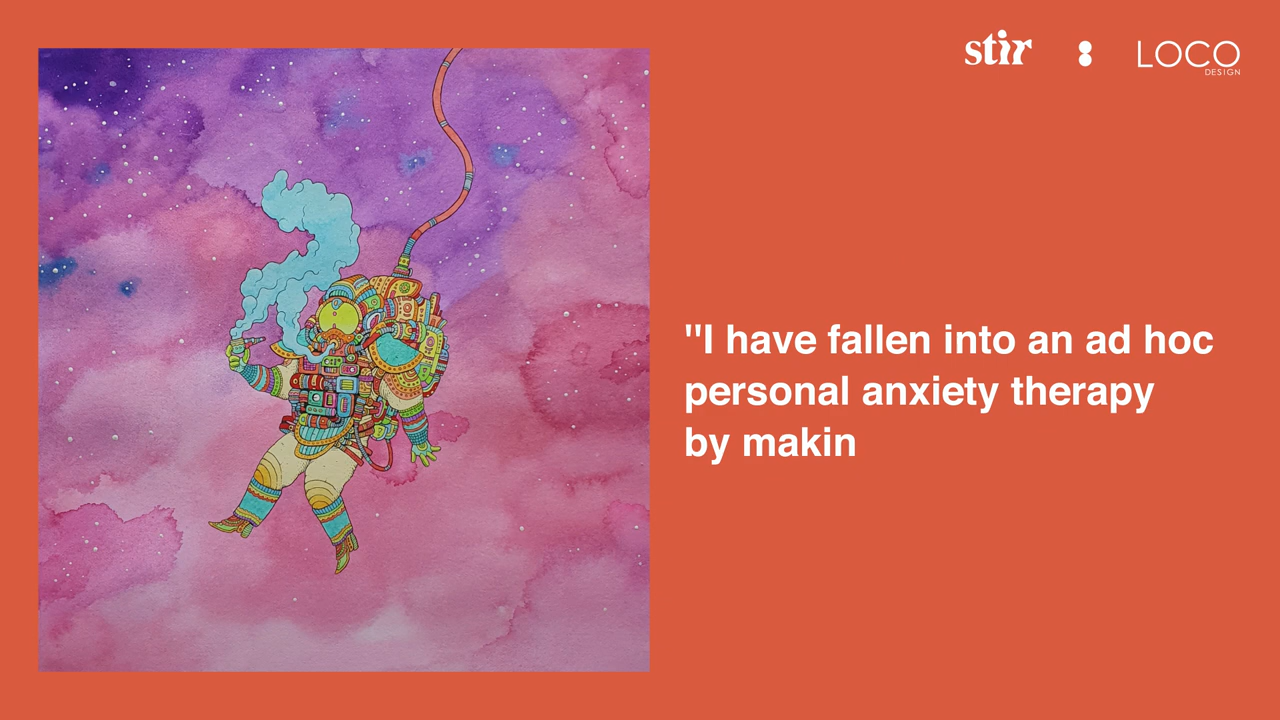 stir
LOCO
DESIGN
"I have fallen into an ad hoc
personal anxiety therapy
by makin